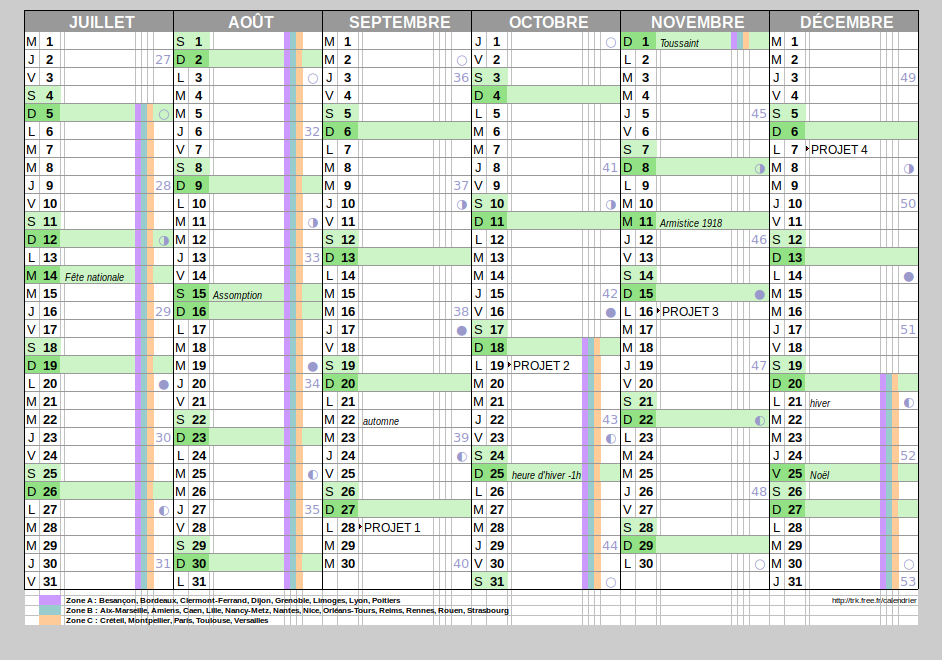 JUILLET
M 1
J 2 27
V 3
S 4
D 5
L 6
M 7
M 8
J 9 28
V 10
S 11
D 12
L 13
M 14 Fête nationale
M 15
J 16 29
V 17
S 18
D 19
L 20
M 21
M 22
J 23 30
V 24
S 25
D 26
L 27
M 28
M 29
J 30 31
V 31
AOÛT
S 1
D 2
L 3
M 4
M 5
J 6 32
V 7
S 8
D 9
L 10
M 11
M 12
J 13 33
V 14
S 15 Assomption
D 16
L 17
M 18
M 19
J 20 34
V 21
S 22
D 23
L 24
M 25
M 26
J 27 35
V 28
S 29
D 30
L 31
SEPTEMBRE
M 1
M 2
J 3 36
V 4
S 5
D 6
L 7
M 8
M 9 37
J 10
V 11
S 12
D 13
L 14
M 15
M 16 38
J 17
V 18
S 19
D 20
L 21
M 22 automne
M 23 39
J 24
V 25
S 26
D 27
L 28 PROJET 1
M 29
M 30 40
OCTOBRE
J 1
V 2
S 3
D 4
L 5
M 6
M 7
J 8 41
V 9
S 10
D 11
L 12
M 13
M 14
J 15 42
V 16
S 17
D 18
L 19 PROJET 2
M 20
M 21
J 22 43
V 23
S 24
D 25 heure d'hiver -1h
L 26
M 27
M 28
J 29 44
V 30
S 31
NOVEMBRE
D 1 Toussaint
L 2
M 3
M 4
J 5 45
V 6
S 7
D 8
L 9
M 10
M 11 Armistice 1918
J 12 46
V 13
S 14
D 15
L 16 PROJET 3
M 17
M 18
J 19 47
V 20
S 21
D 22
L 23
M 24
M 25
J 26 48
V 27
S 28
D 29
L 30
DÉCEMBRE
M 1
M 2
J 3 49
V 4
S 5
D 6
L 7 PROJET 4
M 8
M 9
J 10 50
V 11
S 12
D 13
L 14
M 15
M 16
J 17 51
V 18
S 19
D 20
L 21 hiver
M 22
M 23
J 24 52
V 25 Noël
S 26
D 27
L 28
M 29
M 30
J 31 53
Zone A : Besançon, Bordeaux, Clermont-Ferrand, Dijon, Grenoble, Limoges, Lyon, Poitiers
http://trk.free.fr/calendrier
Zone B : Aix-Marseille, Amiens, Caen, Lille, Nancy-Metz, Nantes, Nice, Orléans-Tours, Reims, Rennes, Rouen, Strasbourg
Zone C : Créteil, Montpellier, Paris, Toulouse, Versailles